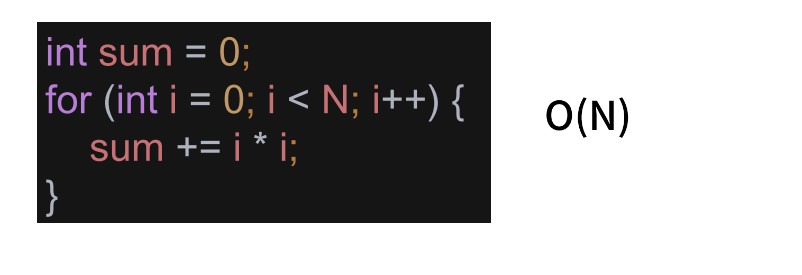 int sum = 0;
for (int i = 0; i < N; i++) {
    sum += i * i;
}
O(N)